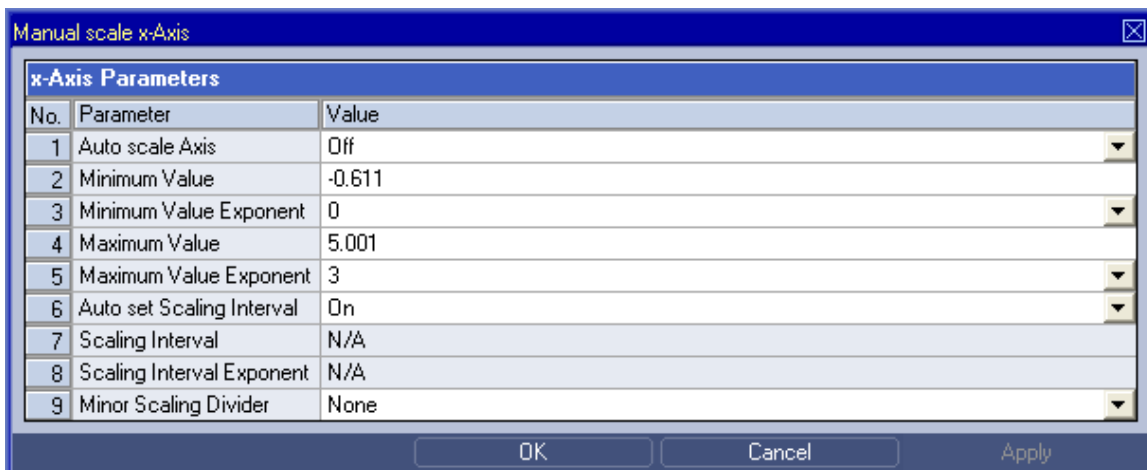 Manual scale x-Axis
x-Axis Parameters
No. Parameter Value
1 Auto scale Axis Off
2 Minimum Value -0.611
3 Minimum Value Exponent 0
4 Maximum Value 5.001
5 Maximum Value Exponent 3
6 Auto set Scaling Interval On
7 Scaling Interval N/A
8 Scaling Interval Exponent N/A
9 Minor Scaling Divider None
OK Cancel Apply